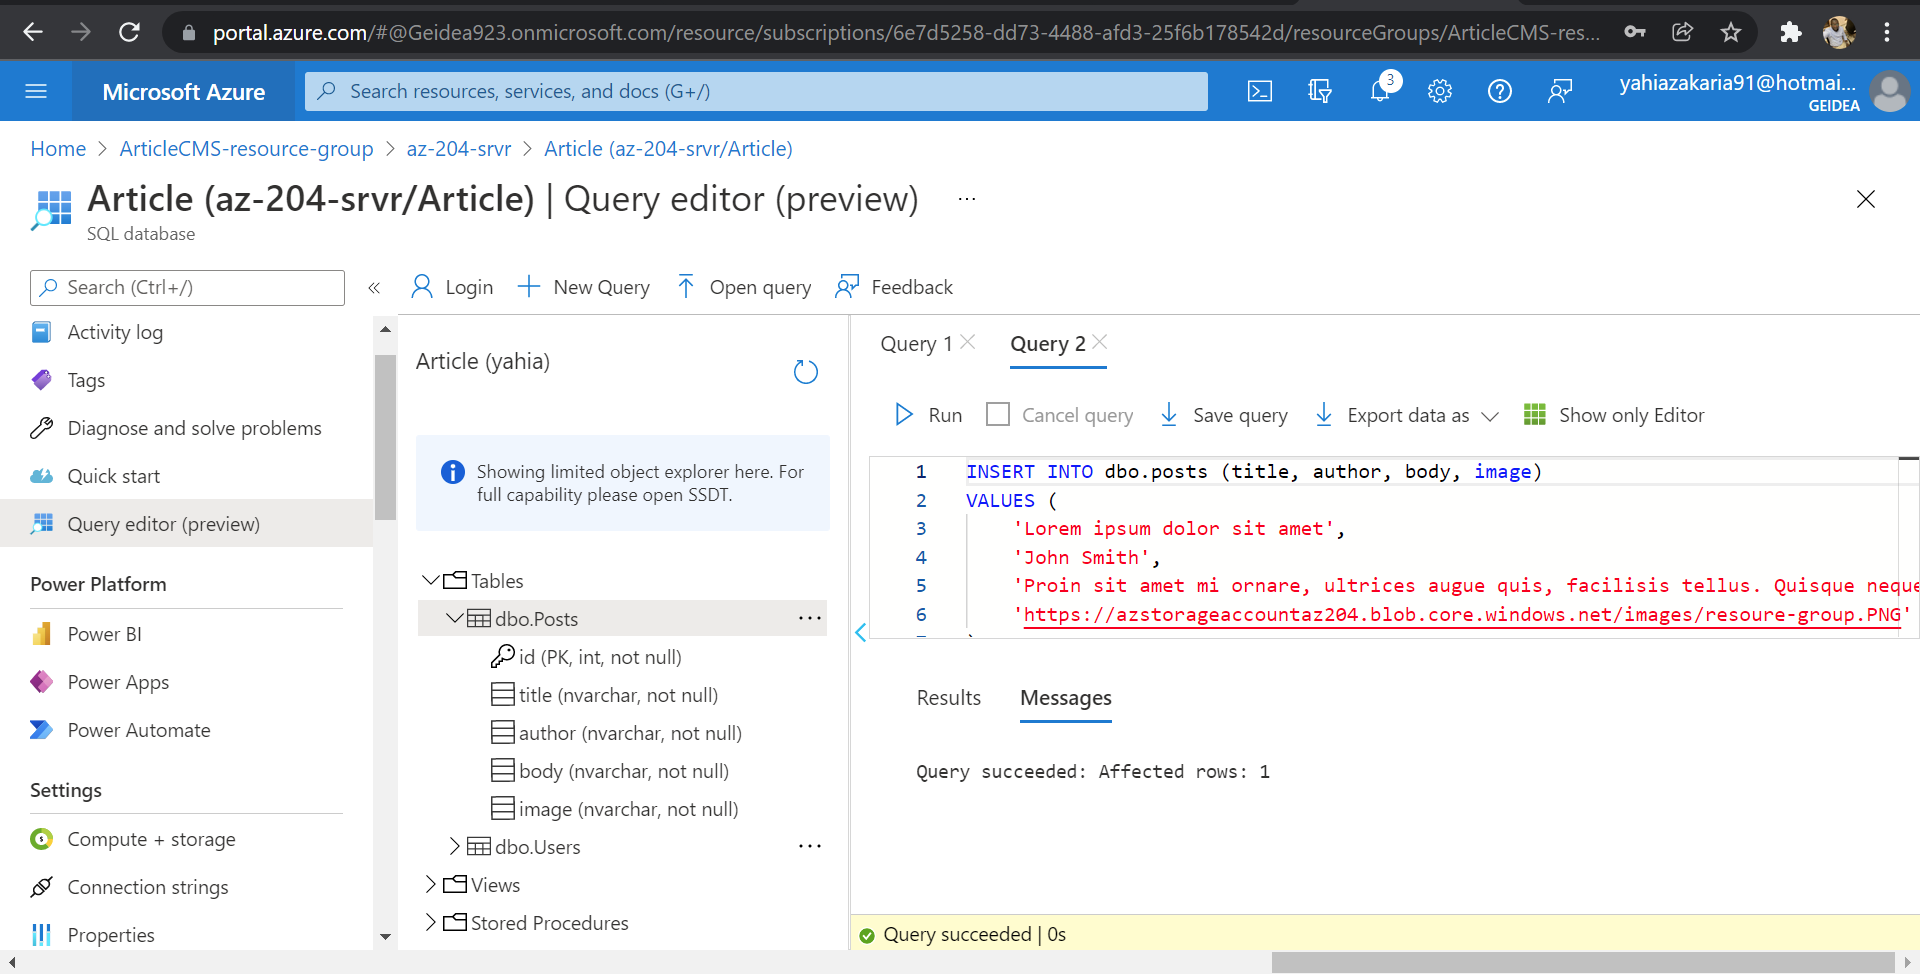 portal.azure.com/#@Geidea923.onmicrosoft.com/resource/subscriptions/6e7d5258-dd73-4488-afd3-25f6b178542d/resourceGroups/ArticleCMS-res...
Microsoft Azure
Search resources, services, and docs (G+/)
3
yahiazakaria91@hotmai...
GEIDEA
Home > ArticleCMS-resource-group > az-204-srvr > Article (az-204-srvr/Article)
Article (az-204-srvr/Article) | Query editor (preview) ...
SQL database
Search (Ctrl+/)
«
Activity log
Tags
Diagnose and solve problems
Quick start
Query editor (preview)
Power Platform
Power BI
Power Apps
Power Automate
Settings
Compute + storage
Connection strings
Properties
Login
New Query
Open query
Feedback
Article (yahia)
Showing limited object explorer here. For
full capability please open SSDT.
Tables
dbo.Posts ...
id (PK, int, not null)
title (nvarchar, not null)
author (nvarchar, not null)
body (nvarchar, not null)
image (nvarchar, not null)
dbo.Users ...
Views
Stored Procedures
Query 1
Query 2
Run
Cancel query
Save query
Export data as
Show only Editor
1 INSERT INTO dbo.posts (title, author, body, image)
2 VALUES (
3 'Lorem ipsum dolor sit amet',
4 'John Smith',
5 'Proin sit amet mi ornare, ultrices augue quis, facilisis tellus. Quisque neque
6 'https://azstorageaccountaz204.blob.core.windows.net/images/resoure-group.PNG'
Results
Messages
Query succeeded: Affected rows: 1
Query succeeded | 0s